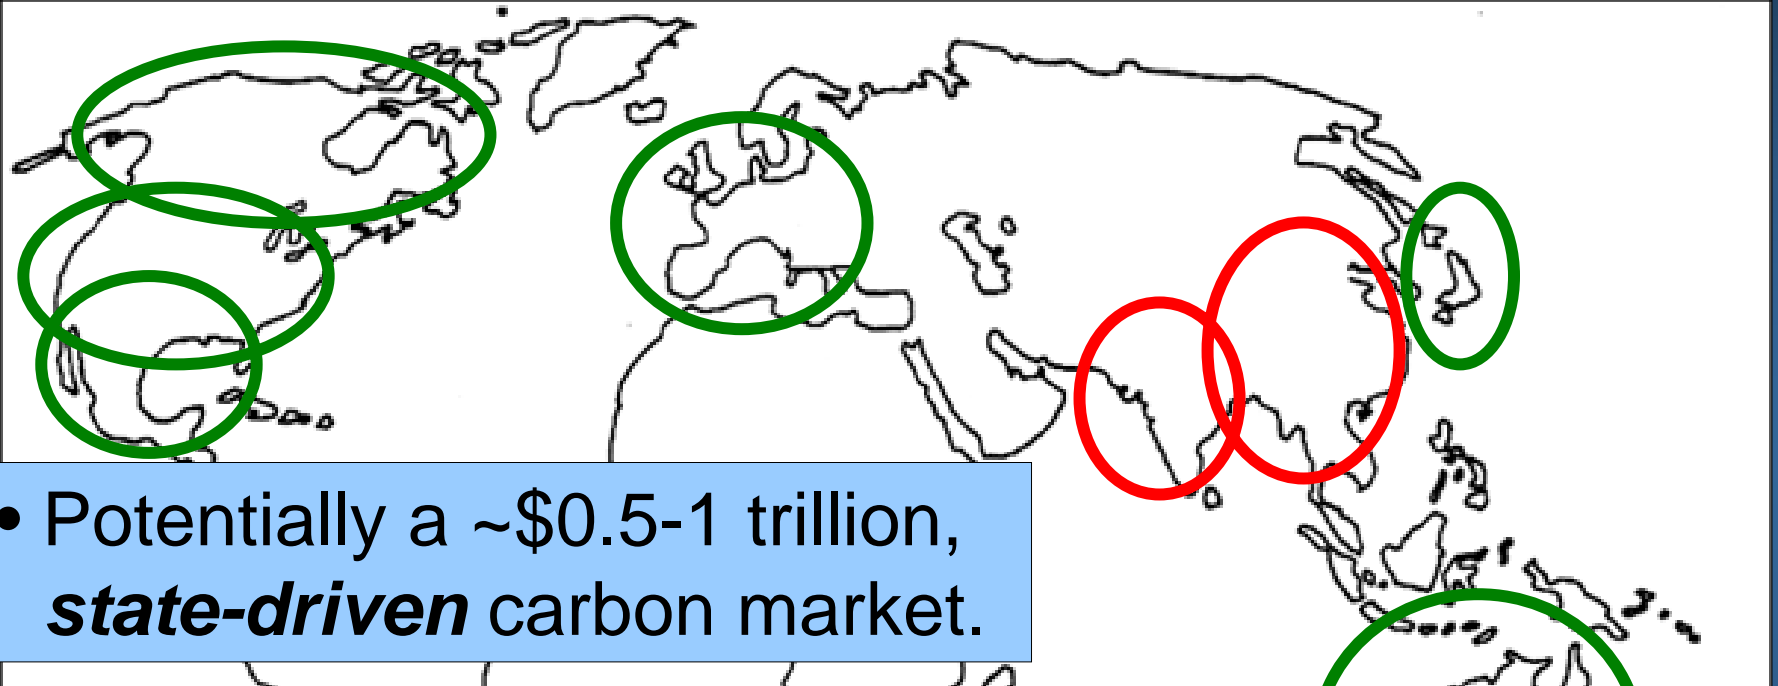 • Potentially a ~$0.5-1 trillion,
state-driven carbon market.